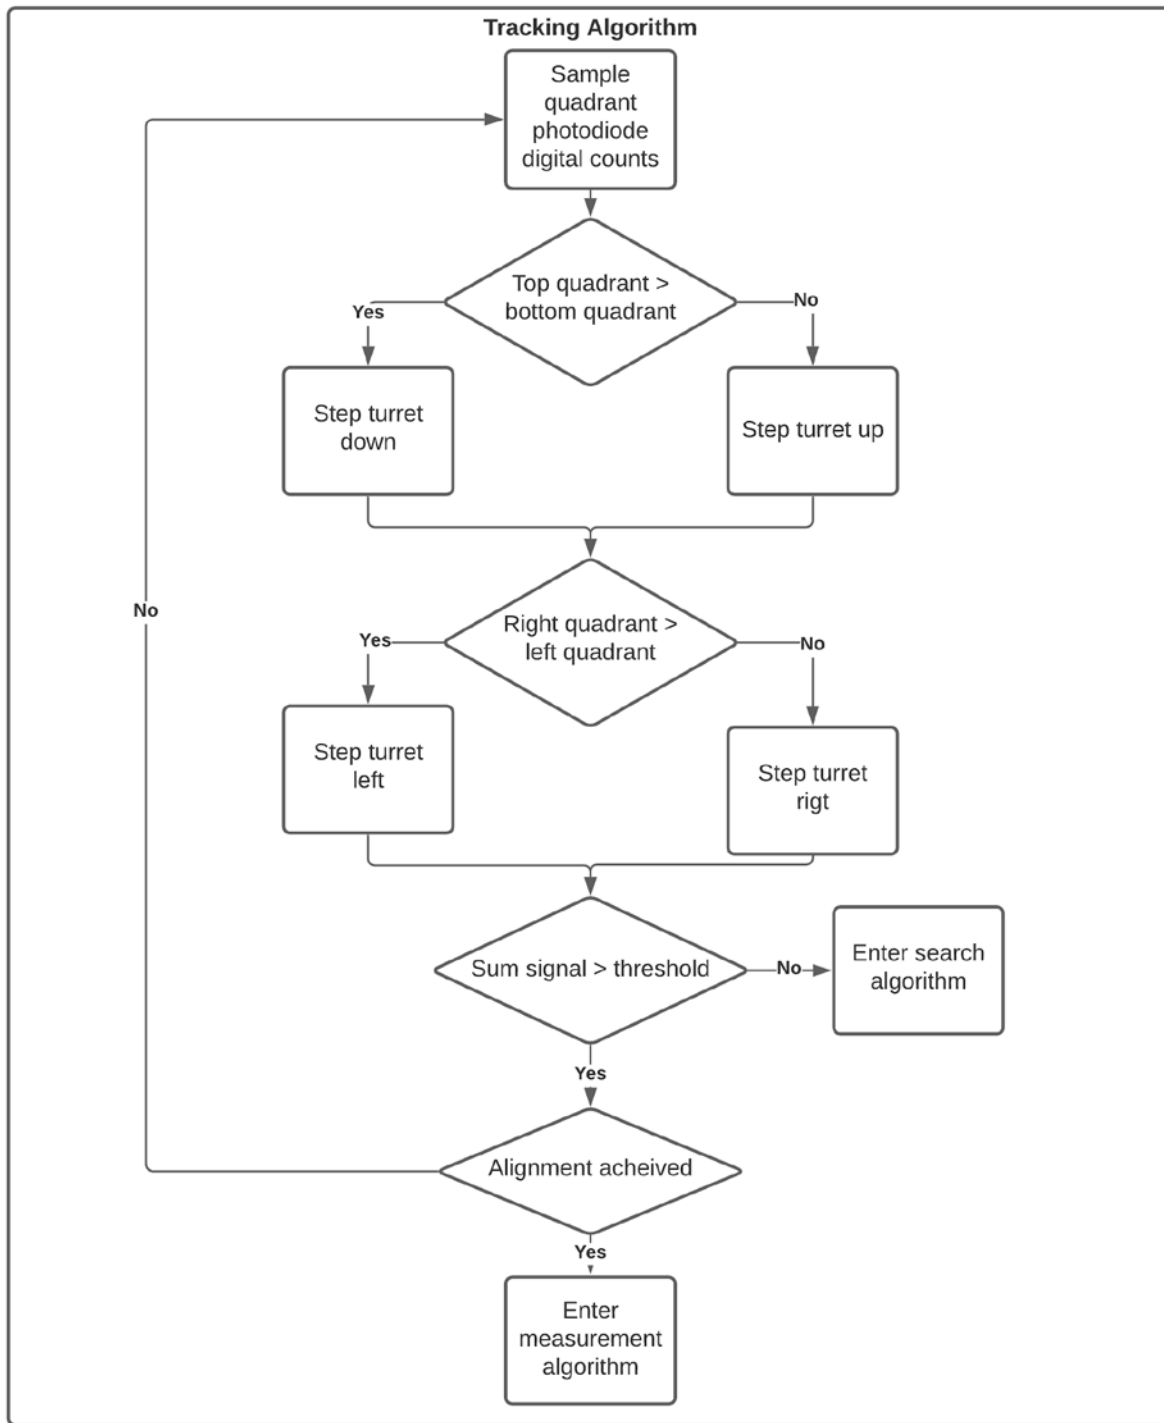 Tracking Algorithm
Sample
quadrant
photodiode
digital counts
Top quadrant >
bottom quadrant
Yes
No
Step turret
down
Step turret up
Right quadrant >
left quadrant
Yes
No
No
Step turret
left
Step turret
rigt
Sum signal > threshold
No
Enter search
algorithm
Yes
Alignment acheived
Yes
Enter
measurement
algorithm